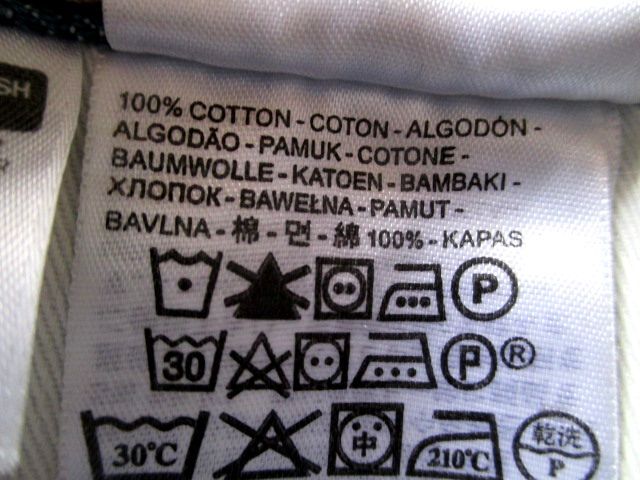 SH
100% COTTON - COTON - ALGODÓN -
ALGODÃO - PAMUK - COTONE -
BAUMWOLLE - KATOEN - BAMBAKI -
ХЛОПОК - BAWEŁNA - PAMUT -
BAVLNA - 棉 - 면 - 綿 100% - KAPAS
P
30 P ®
30°C 中 210°C 乾洗 P